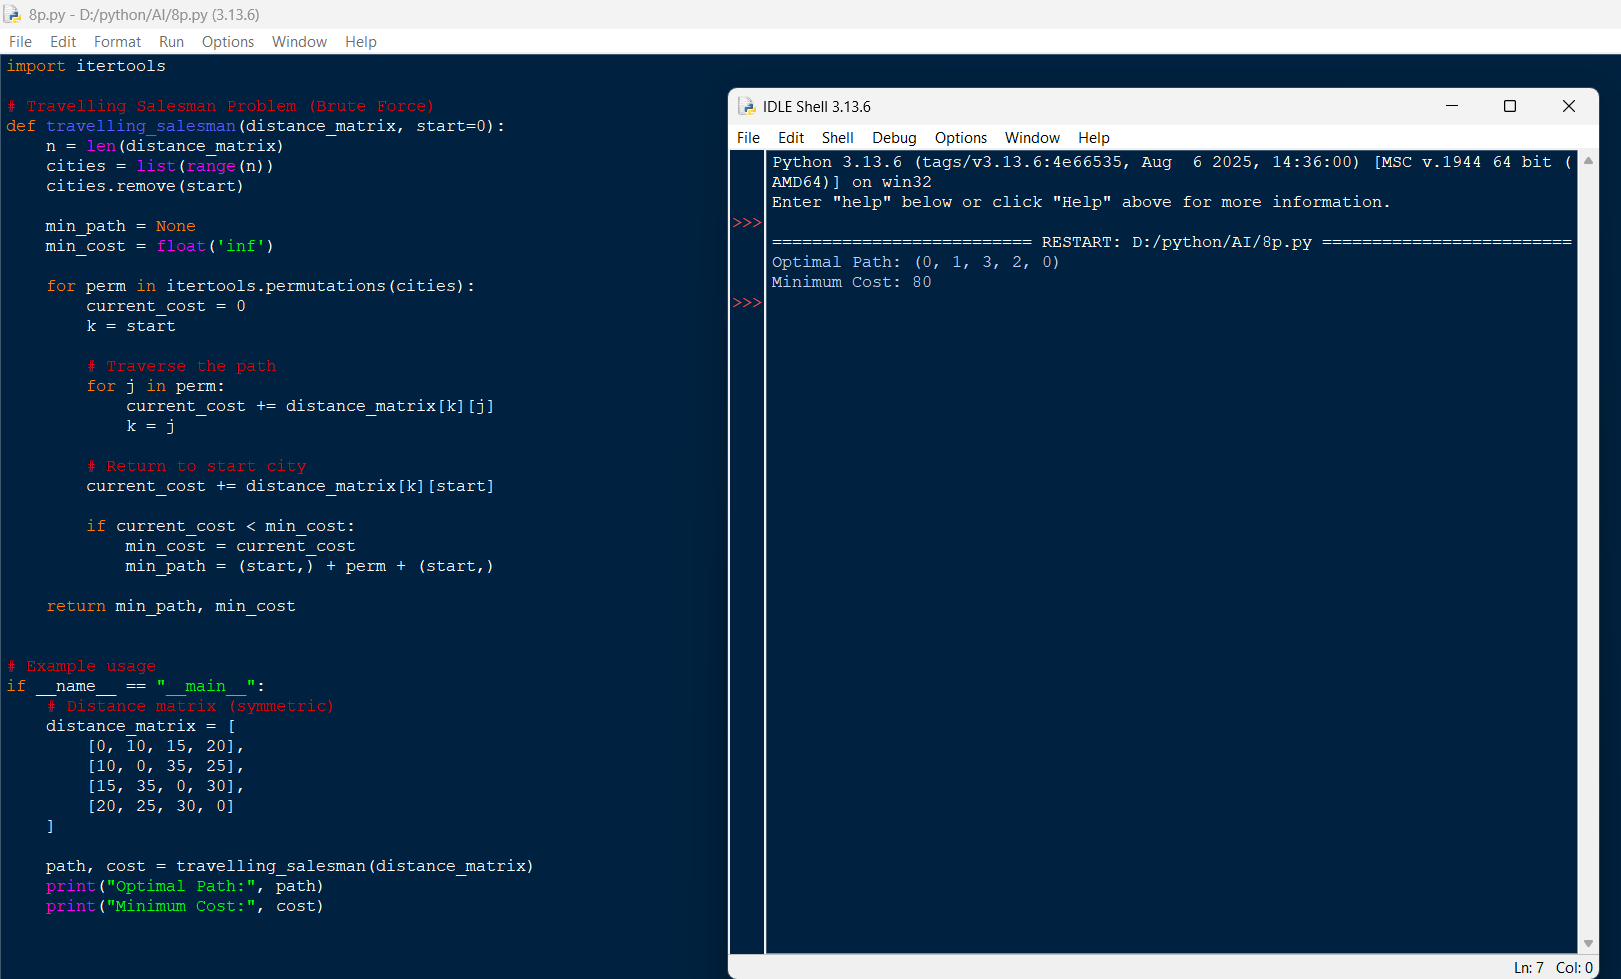 8p.py - D:/python/AI/8p.py (3.13.6)
File Edit Format Run Options Window Help
import itertools
# Travelling Salesman Problem (Brute Force)
def travelling_salesman(distance_matrix, start=0):
    n = len(distance_matrix)
    cities = list(range(n))
    cities.remove(start)
    min_path = None
    min_cost = float('inf')
    for perm in itertools.permutations(cities):
        current_cost = 0
        k = start
        # Traverse the path
        for j in perm:
            current_cost += distance_matrix[k][j]
            k = j
        # Return to start city
        current_cost += distance_matrix[k][start]
        if current_cost < min_cost:
            min_cost = current_cost
            min_path = (start,) + perm + (start,)
    return min_path, min_cost
# Example usage
if __name__ == "__main__":
    # Distance matrix (symmetric)
    distance_matrix = [
        [0, 10, 15, 20],
        [10, 0, 35, 25],
        [15, 35, 0, 30],
        [20, 25, 30, 0]
    ]
    path, cost = travelling_salesman(distance_matrix)
    print("Optimal Path:", path)
    print("Minimum Cost:", cost)
IDLE Shell 3.13.6
File Edit Shell Debug Options Window Help
Python 3.13.6 (tags/v3.13.6:4e66535, Aug  6 2025, 14:36:00) [MSC v.1944 64 bit (
AMD64)] on win32
Enter "help" below or click "Help" above for more information.
>>>
========================== RESTART: D:/python/AI/8p.py =========================
Optimal Path: (0, 1, 3, 2, 0)
Minimum Cost: 80
>>>
Ln: 7 Col: 0